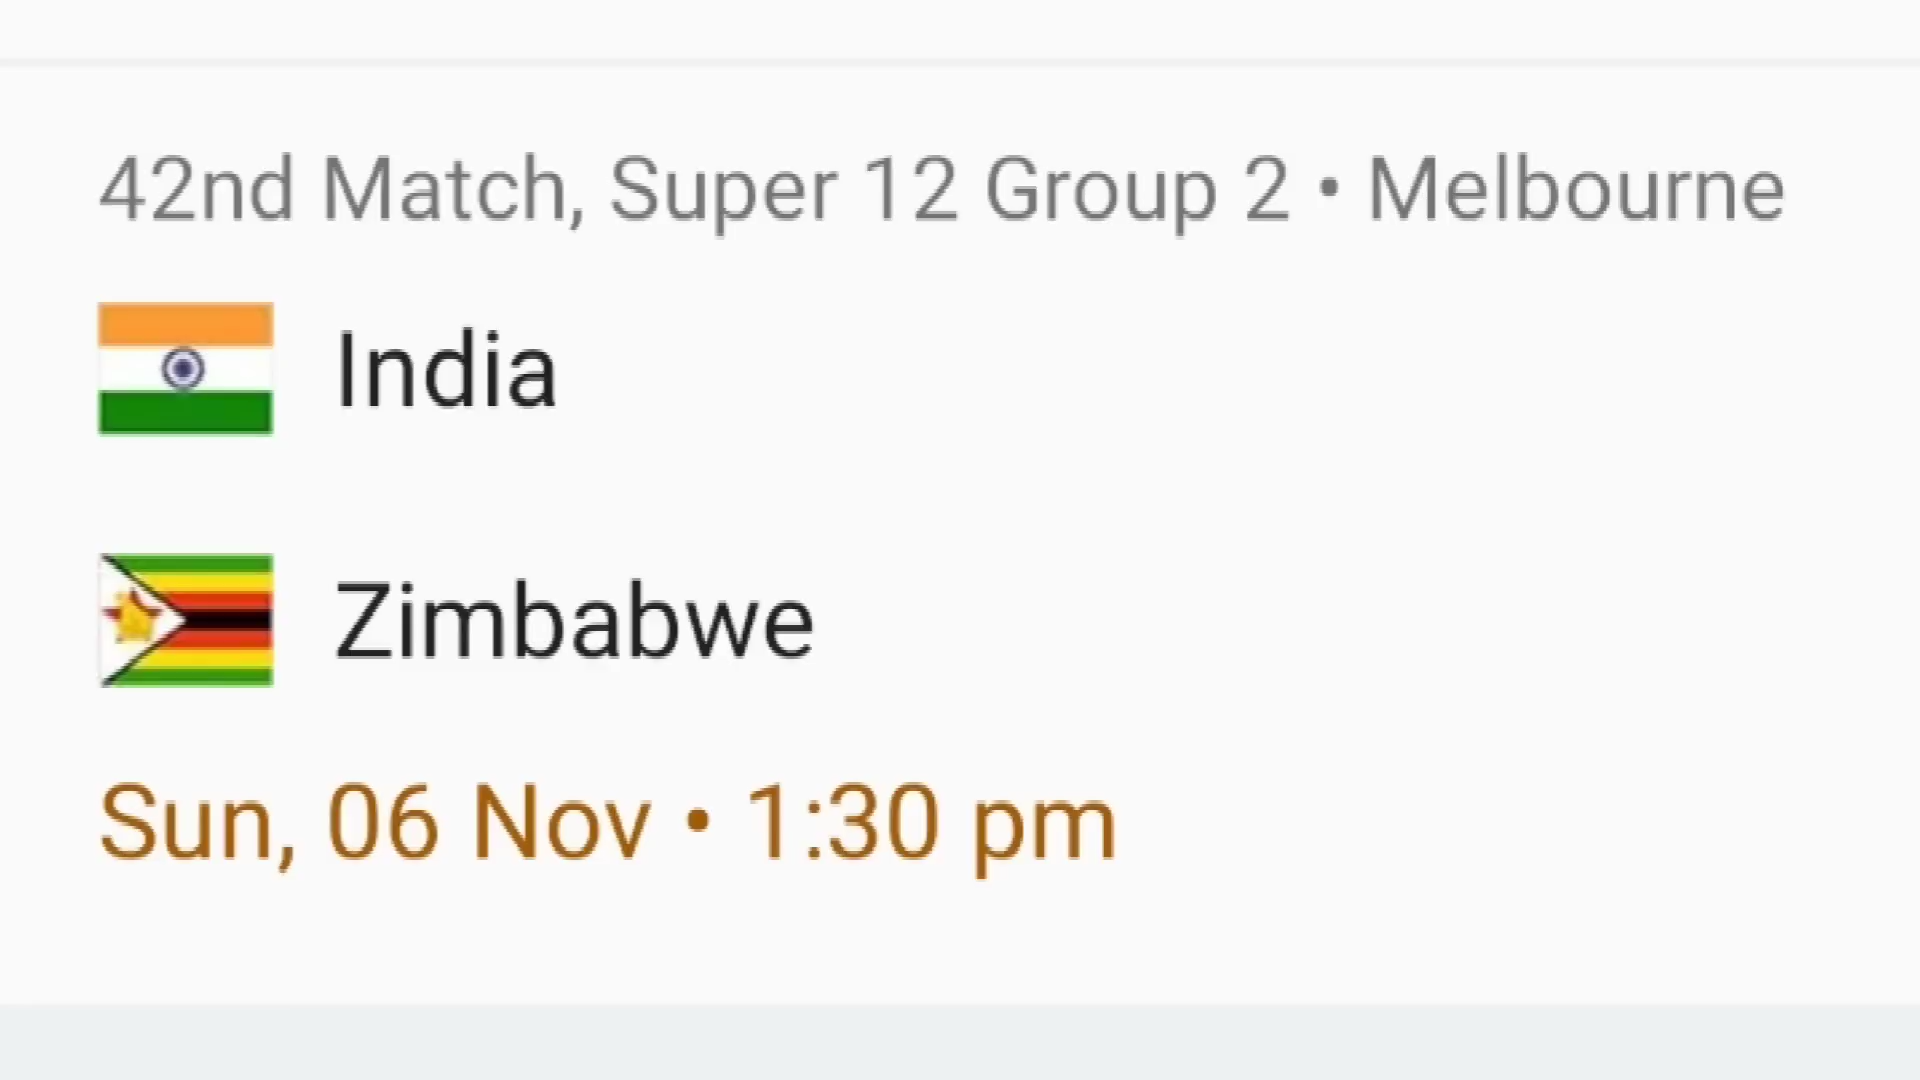 42nd Match, Super 12 Group 2 • Melbourne
India
Zimbabwe
Sun, 06 Nov • 1:30 pm